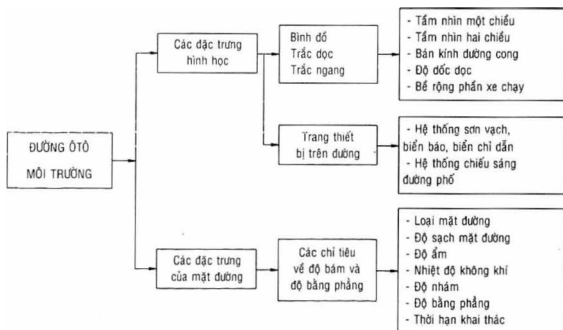 ĐƯỜNG ÔTÔ
MÔI TRƯỜNG
Các đặc trưng
hình học
Bình đồ
Trắc dọc
Trắc ngang
- Tầm nhìn một chiều
- Tầm nhìn hai chiều
- Bán kính đường cong
- Độ dốc dọc
- Bề rộng phần xe chạy
Trang thiết
bị trên đường
- Hệ thống sơn vạch,
biển báo, biển chỉ dẫn
- Hệ thống chiếu sáng
đường phố
Các đặc trưng
của mặt đường
Các chỉ tiêu
về độ bám và
độ bằng phẳng
- Loại mặt đường
- Độ sạch mặt đường
- Độ ẩm
- Nhiệt độ không khí
- Độ nhám
- Độ bằng phẳng
- Thời hạn khai thác